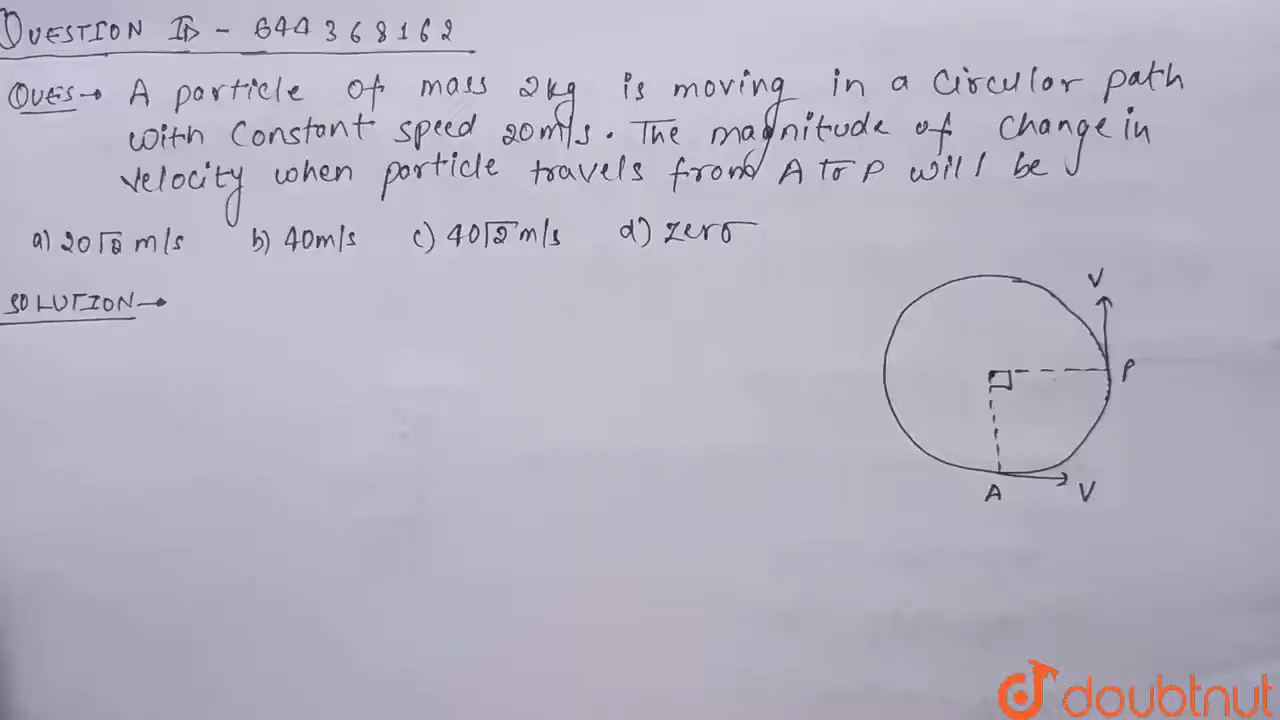 QUESTION ID - 644368162
QUES→ A particle of mass 2kg is moving in a circular path
with constant speed 20m/s. The magnitude of change in
velocity when particle travels from A to P will be
a) 20√2 m/s b) 40m/s c) 40√2 m/s d) zero
SOLUTION→
V
P
A
V
doubtnut